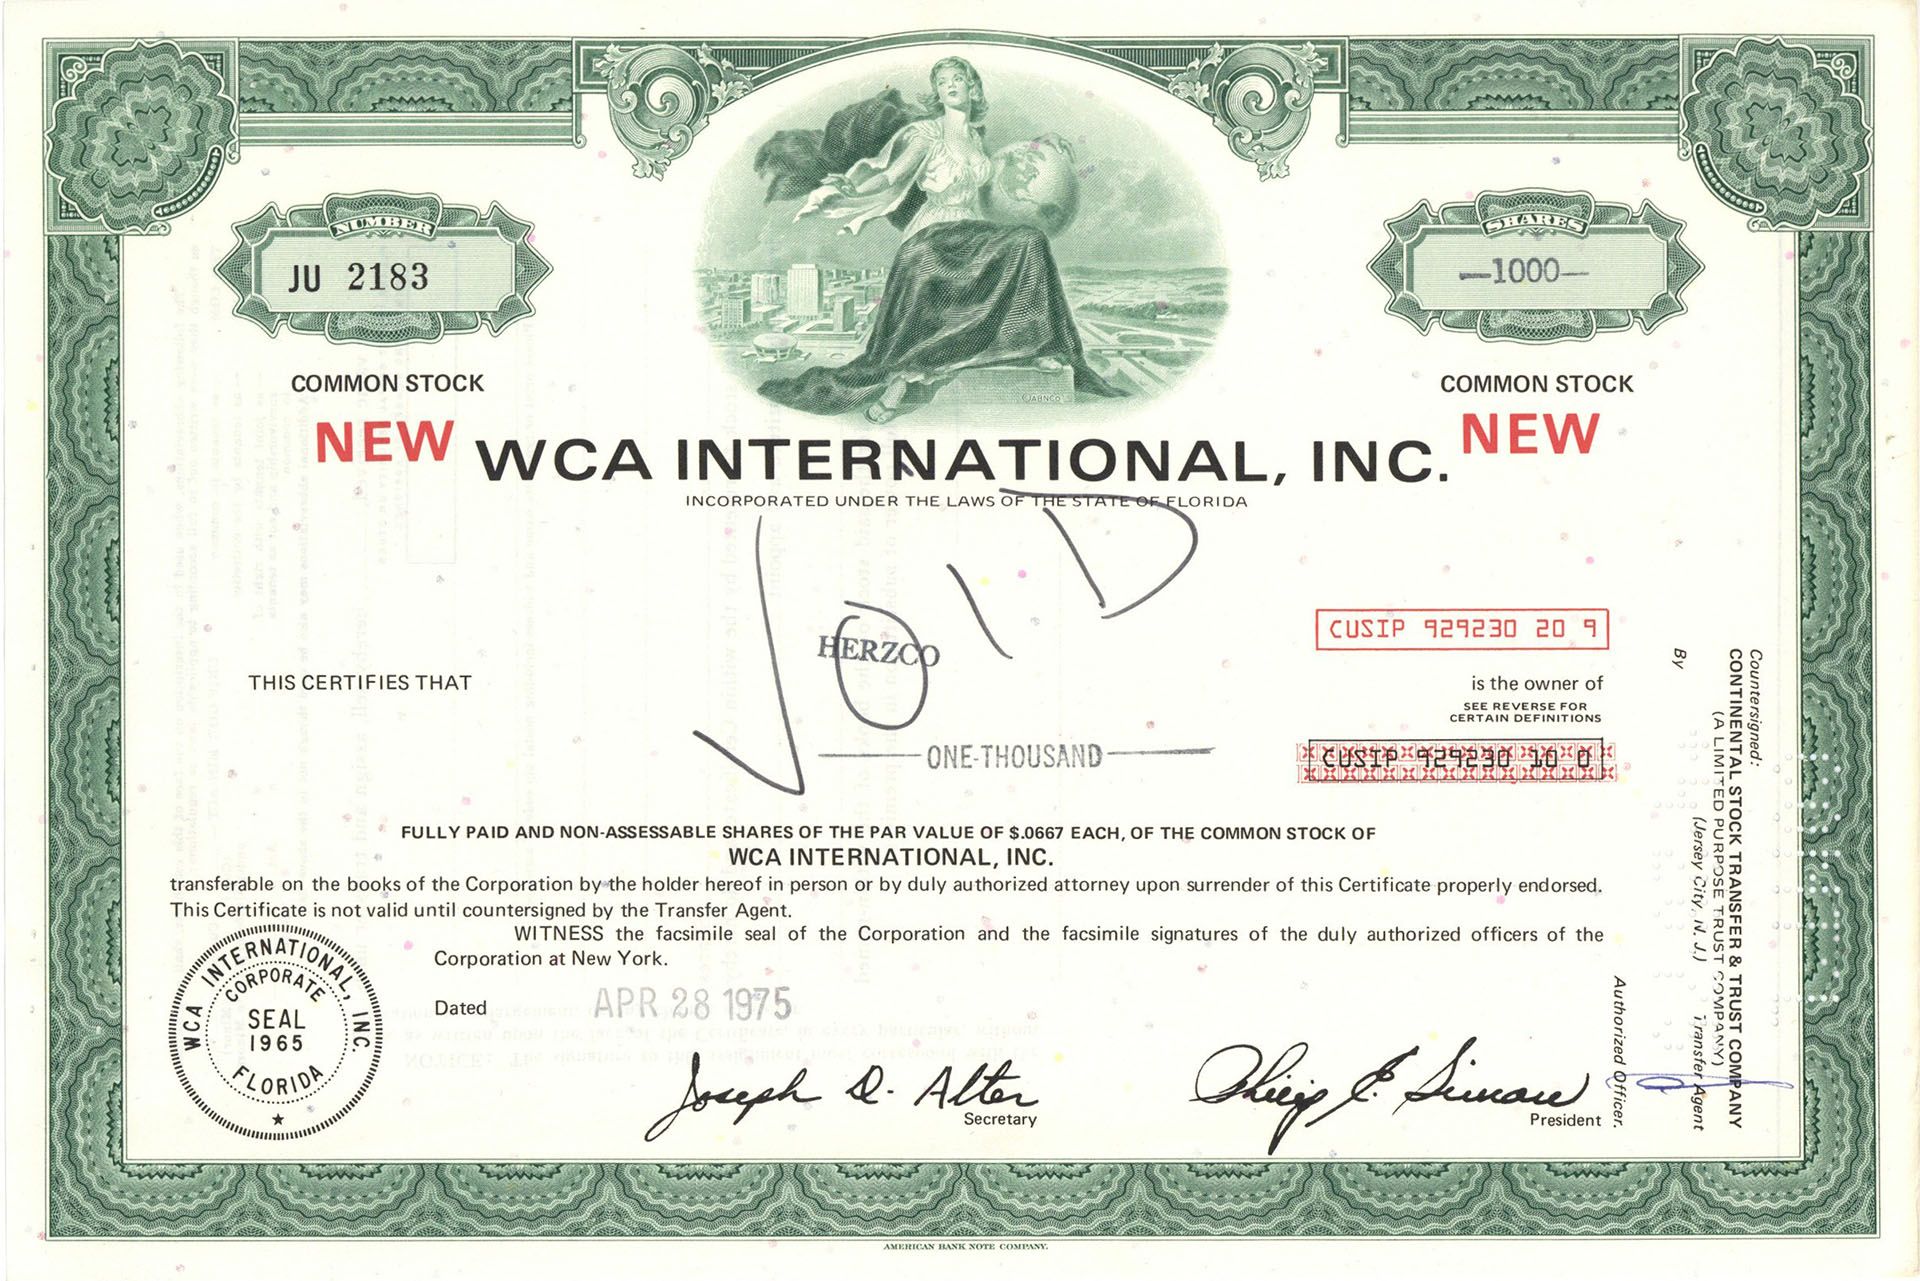 NUMBER
JU 2183
SHARES
—1000—
©ABNCO
COMMON STOCK
COMMON STOCK
NEW
NEW
WCA INTERNATIONAL, INC.
INCORPORATED UNDER THE LAWS OF THE STATE OF FLORIDA
VOID
CUSIP 929230 20 9
HERZCO
THIS CERTIFIES THAT
is the owner of
SEE REVERSE FOR
CERTAIN DEFINITIONS
ONE-THOUSAND
CUSIP 929230 10 0
FULLY PAID AND NON-ASSESSABLE SHARES OF THE PAR VALUE OF $.0667 EACH, OF THE COMMON STOCK OF
WCA INTERNATIONAL, INC.
transferable on the books of the Corporation by the holder hereof in person or by duly authorized attorney upon surrender of this Certificate properly endorsed.
This Certificate is not valid until countersigned by the Transfer Agent.
WITNESS the facsimile seal of the Corporation and the facsimile signatures of the duly authorized officers of the
Corporation at New York.
Dated APR 28 1975
WCA INTERNATIONAL, INC.
CORPORATE
SEAL
1965
FLORIDA
Joseph D. Alter
Secretary
Philip E. Simon
President
Countersigned:
CONTINENTAL STOCK TRANSFER & TRUST COMPANY
(A LIMITED PURPOSE TRUST COMPANY)
(Jersey City, N. J.) Transfer Agent
By
Authorized Officer.
AMERICAN BANK NOTE COMPANY.